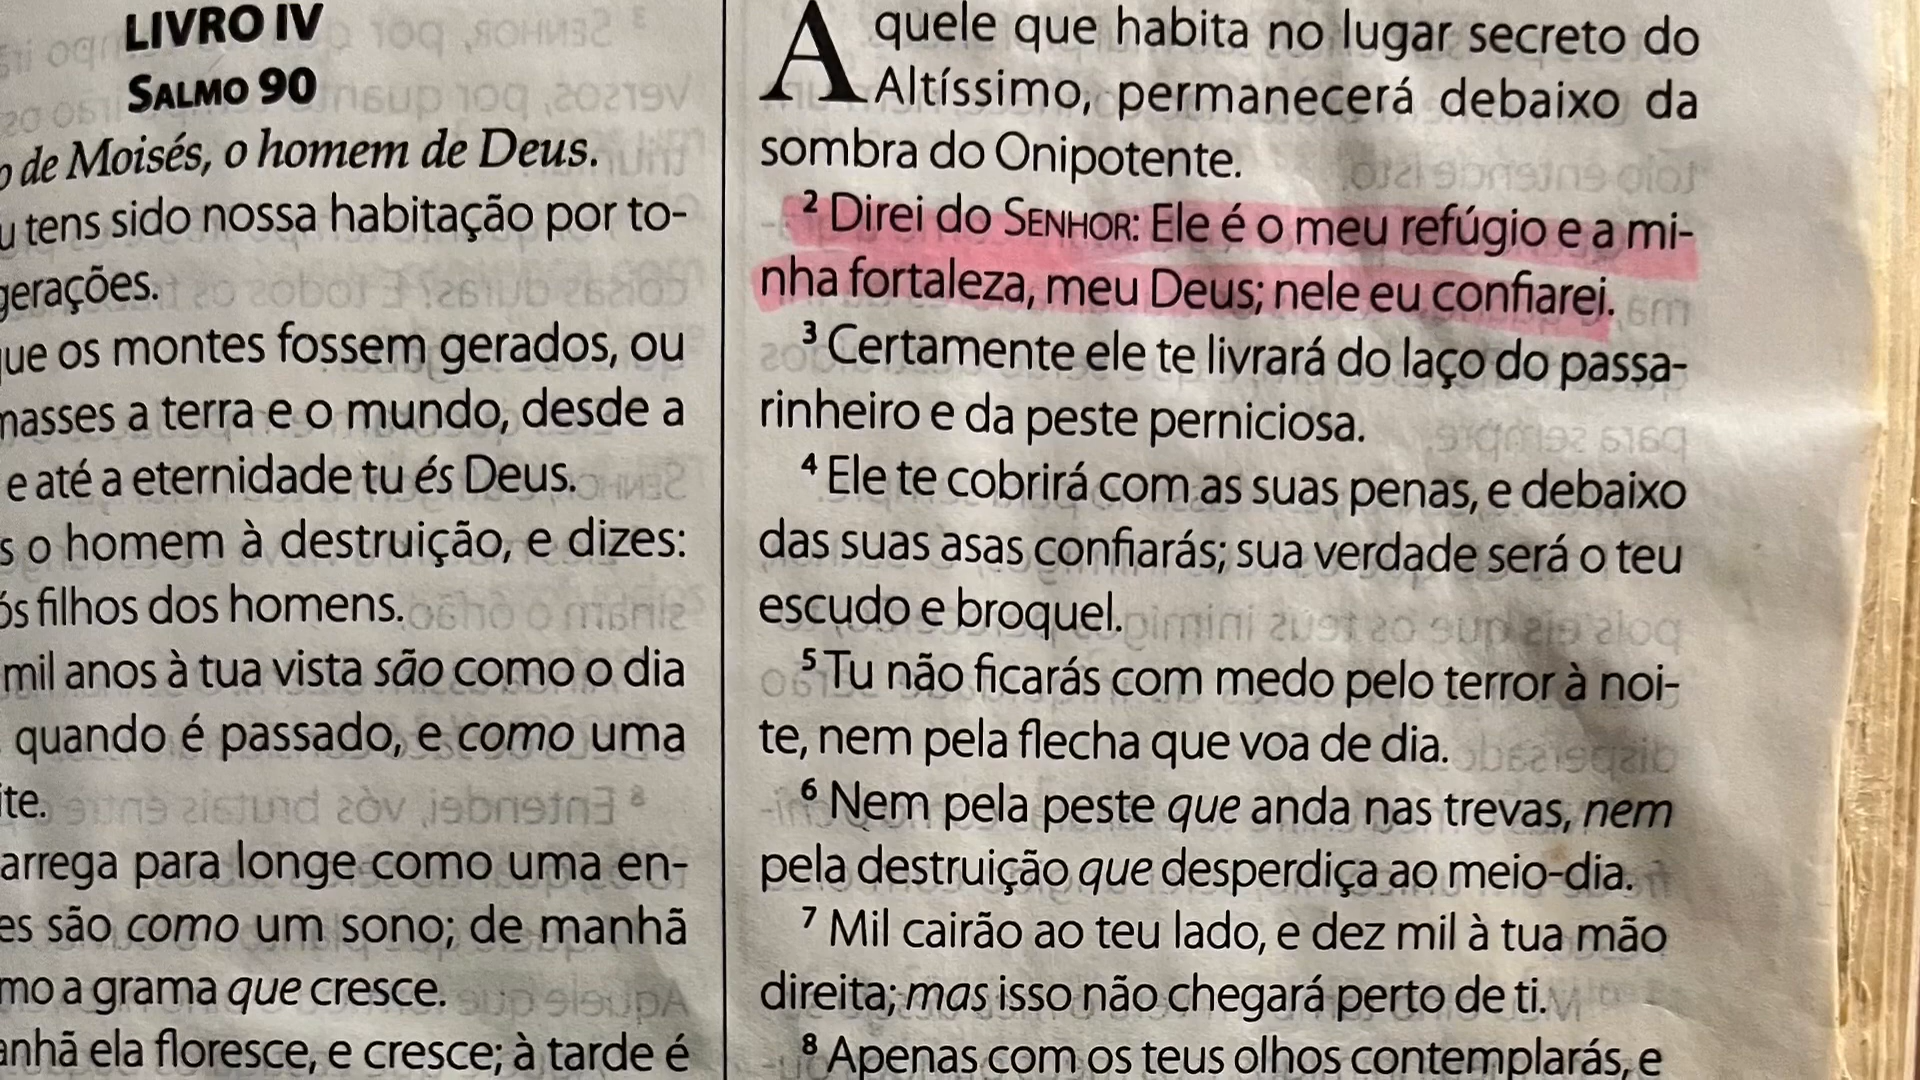 LIVRO IV
SALMO 90
de Moisés, o homem de Deus.
tens sido nossa habitação por to-
gerações.
que os montes fossem gerados, ou
a terra e o mundo, desde a
e até a eternidade tu és Deus.
o homem à destruição, e dizes:
filhos dos homens.
mil anos à tua vista são como o dia
quando é passado, e como uma
para longe como uma en-
são como um sono; de manhã
a grama que cresce.
ela floresce, e cresce; à tarde é
Aquele que habita no lugar secreto do
Altíssimo, permanecerá debaixo da
sombra do Onipotente.
² Direi do SENHOR: Ele é o meu refúgio e a mi-
nha fortaleza, meu Deus; nele eu confiarei.
³ Certamente ele te livrará do laço do passa-
rinheiro e da peste perniciosa.
⁴ Ele te cobrirá com as suas penas, e debaixo
das suas asas confiarás; sua verdade será o teu
escudo e broquel.
⁵ Tu não ficarás com medo pelo terror à noi-
te, nem pela flecha que voa de dia.
⁶ Nem pela peste que anda nas trevas, nem
pela destruição que desperdiça ao meio-dia.
⁷ Mil cairão ao teu lado, e dez mil à tua mão
direita; mas isso não chegará perto de ti.
⁸ Apenas com os teus olhos contemplarás, e